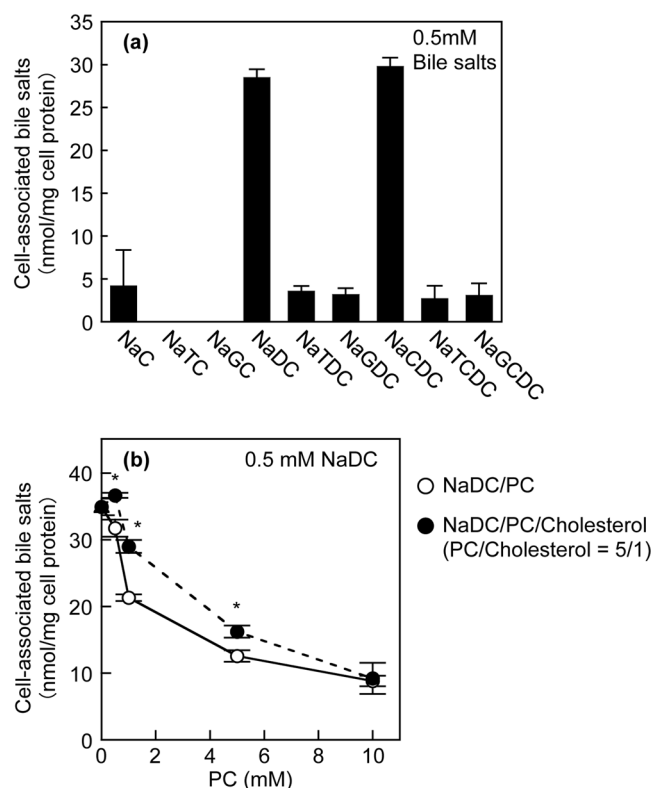 (a)
0.5mM
Bile salts
Cell-associated bile salts
(nmol/mg cell protein)
35
30
25
20
15
10
5
0
NaC
NaTC
NaGC
NaDC
NaTDC
NaGDC
NaCDC
NaTCDC
NaGCDC
(b)
0.5 mM NaDC
Cell-associated bile salts
(nmol/mg cell protein)
40
30
20
10
0
*
*
*
0 2 4 6 8 10
PC (mM)
NaDC/PC
NaDC/PC/Cholesterol
(PC/Cholesterol = 5/1)